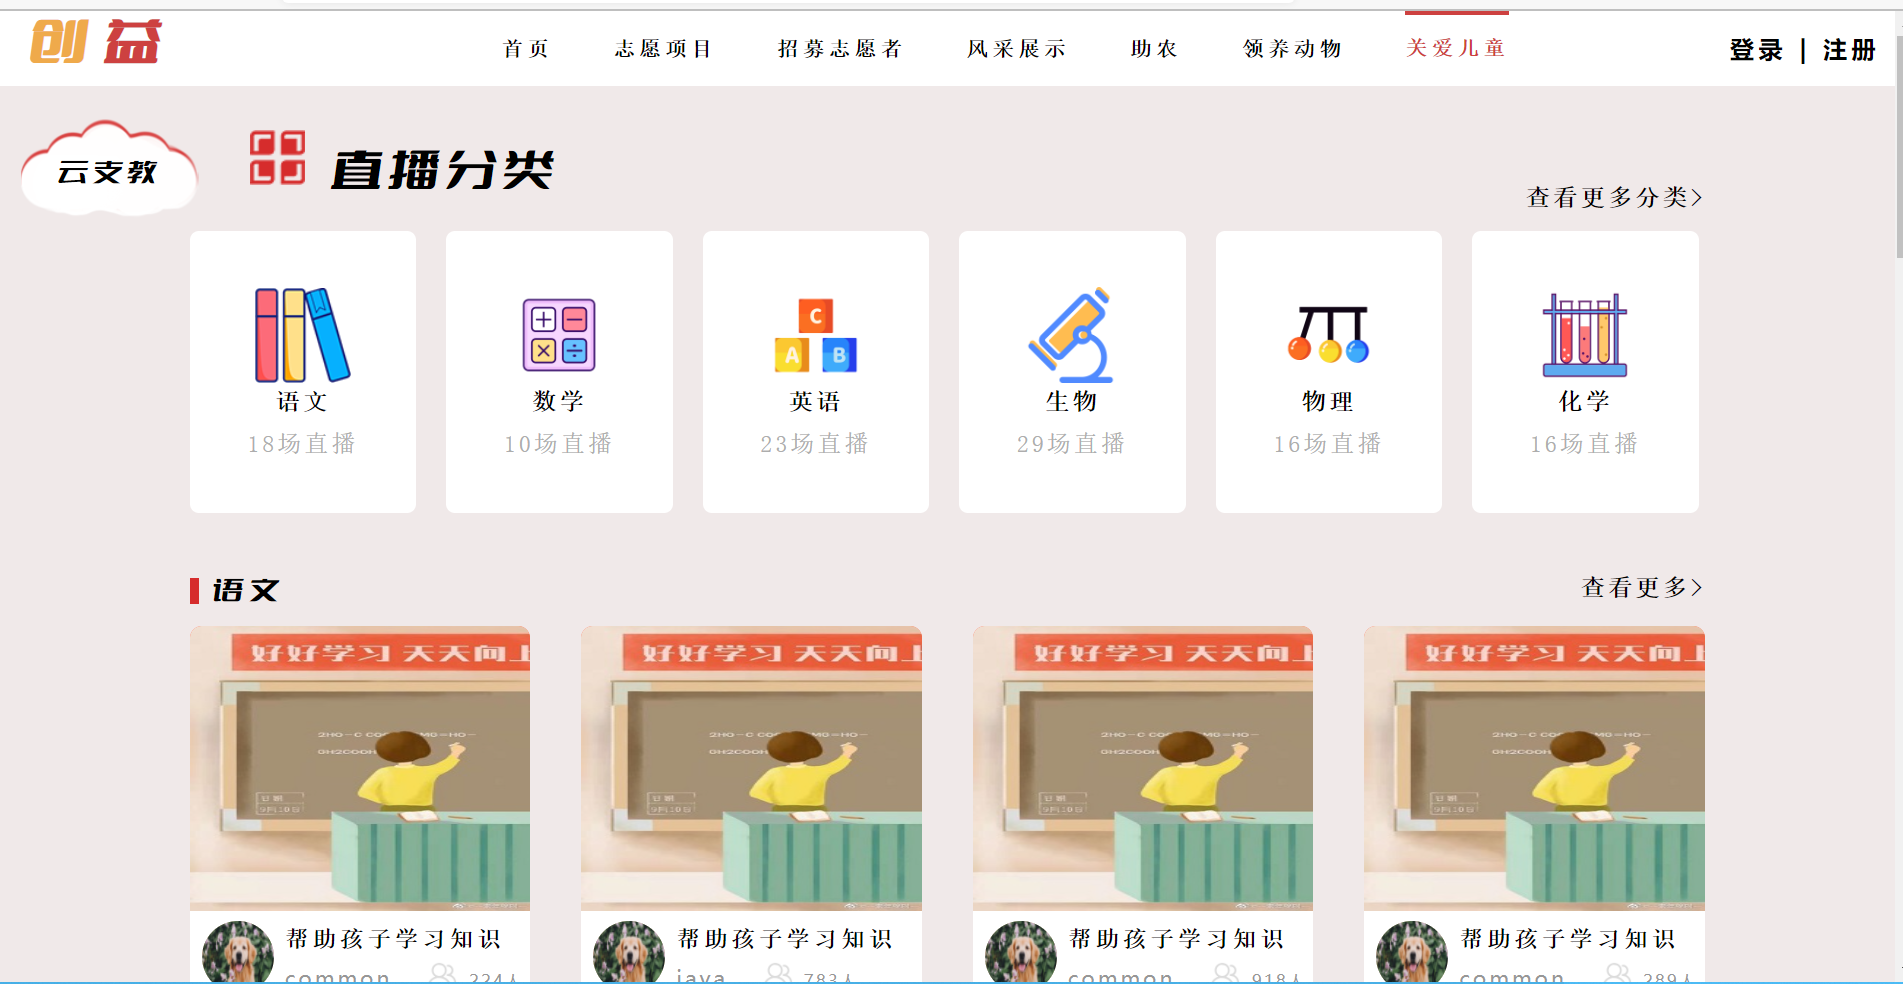 创益
首页 志愿项目 招募志愿者 风采展示 助农 领养动物 关爱儿童
登录 | 注册
云支教
直播分类
查看更多分类>
语文
18场直播
数学
10场直播
C
A B
英语
23场直播
生物
29场直播
物理
16场直播
化学
16场直播
语文
查看更多>
好好学习 天天向上
好好学习 天天向上
好好学习 天天向上
好好学习 天天向上
帮助孩子学习知识
common 224人
帮助孩子学习知识
java 783人
帮助孩子学习知识
common 918人
帮助孩子学习知识
common 289人